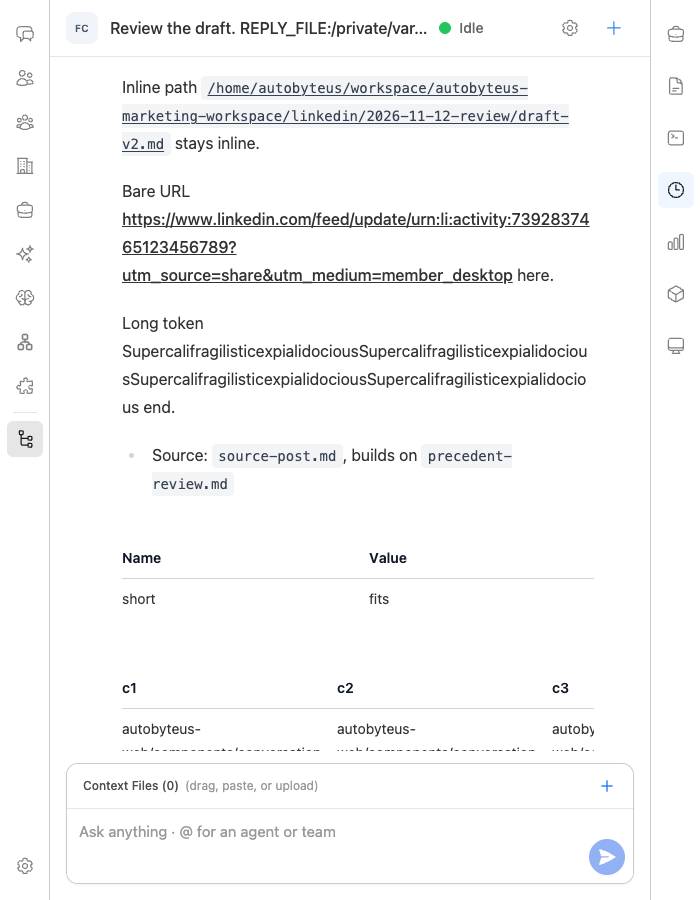 FC
Review the draft. REPLY_FILE:/private/var...
Idle
Inline path /home/autobyteus/workspace/autobyteus-
marketing-workspace/linkedin/2026-11-12-review/draft-
v2.md stays inline.
Bare URL
https://www.linkedin.com/feed/update/urn:li:activity:73928374
65123456789?
utm_source=share&utm_medium=member_desktop here.
Long token
SupercalifragilisticexpialidociousSupercalifragilisticexpialidociou
sSupercalifragilisticexpialidociousSupercalifragilisticexpialidocio
us end.
Source: source-post.md, builds on precedent-
review.md
Name Value
short fits
c1 c2 c3
autobyteus- autobyteus- autoby
Context Files (0) (drag, paste, or upload)
Ask anything · @ for an agent or team